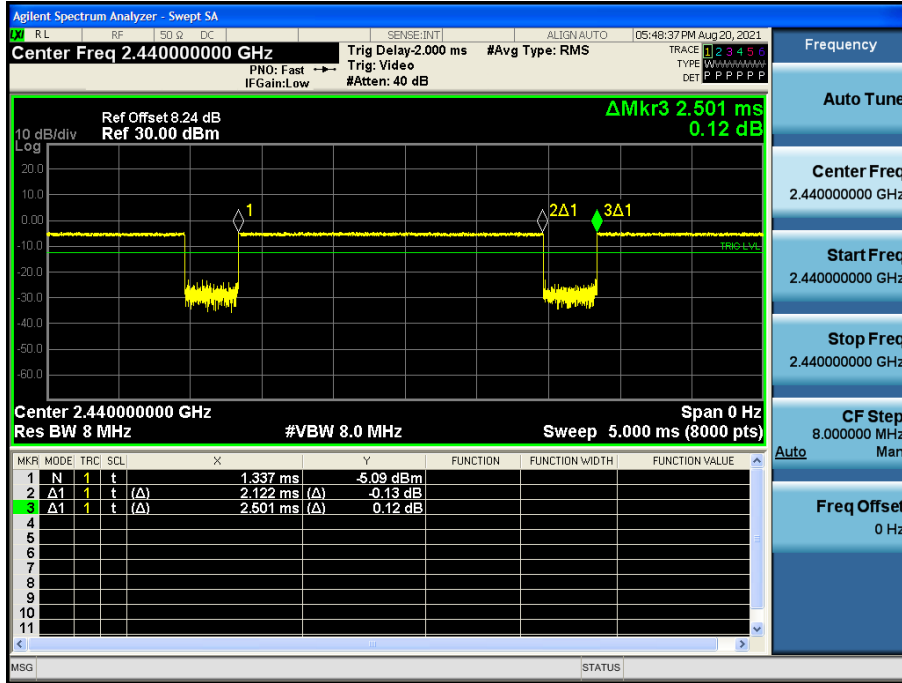 Agilent Spectrum Analyzer - Swept SA
LXI RL RF 50 Ω DC SENSE:INT ALIGN AUTO 05:48:37 PM Aug 20, 2021
Center Freq 2.440000000 GHz
PNO: Fast
IFGain:Low
Trig Delay-2.000 ms
Trig: Video
#Atten: 40 dB
#Avg Type: RMS
TRACE 1 2 3 4 5 6
TYPE W
DET P P P P P P
Frequency
Auto Tune
Center Freq
2.440000000 GHz
Start Freq
2.440000000 GHz
Stop Freq
2.440000000 GHz
CF Step
8.000000 MHz
Auto Man
Freq Offset
0 Hz
ΔMkr3 2.501 ms
0.12 dB
Ref Offset 8.24 dB
10 dB/div Ref 30.00 dBm
Log
20.0
10.0
0.00
-10.0
-20.0
-30.0
-40.0
-50.0
-60.0
1
2Δ1
3Δ1
TRIG LVL
Center 2.440000000 GHz Span 0 Hz
Res BW 8 MHz #VBW 8.0 MHz Sweep 5.000 ms (8000 pts)
MKR MODE TRC SCL X Y FUNCTION FUNCTION WIDTH FUNCTION VALUE
1 N 1 t 1.337 ms -5.09 dBm
2 Δ1 1 t (Δ) 2.122 ms (Δ) -0.13 dB
3 Δ1 1 t (Δ) 2.501 ms (Δ) 0.12 dB
4
5
6
7
8
9
10
11
MSG STATUS